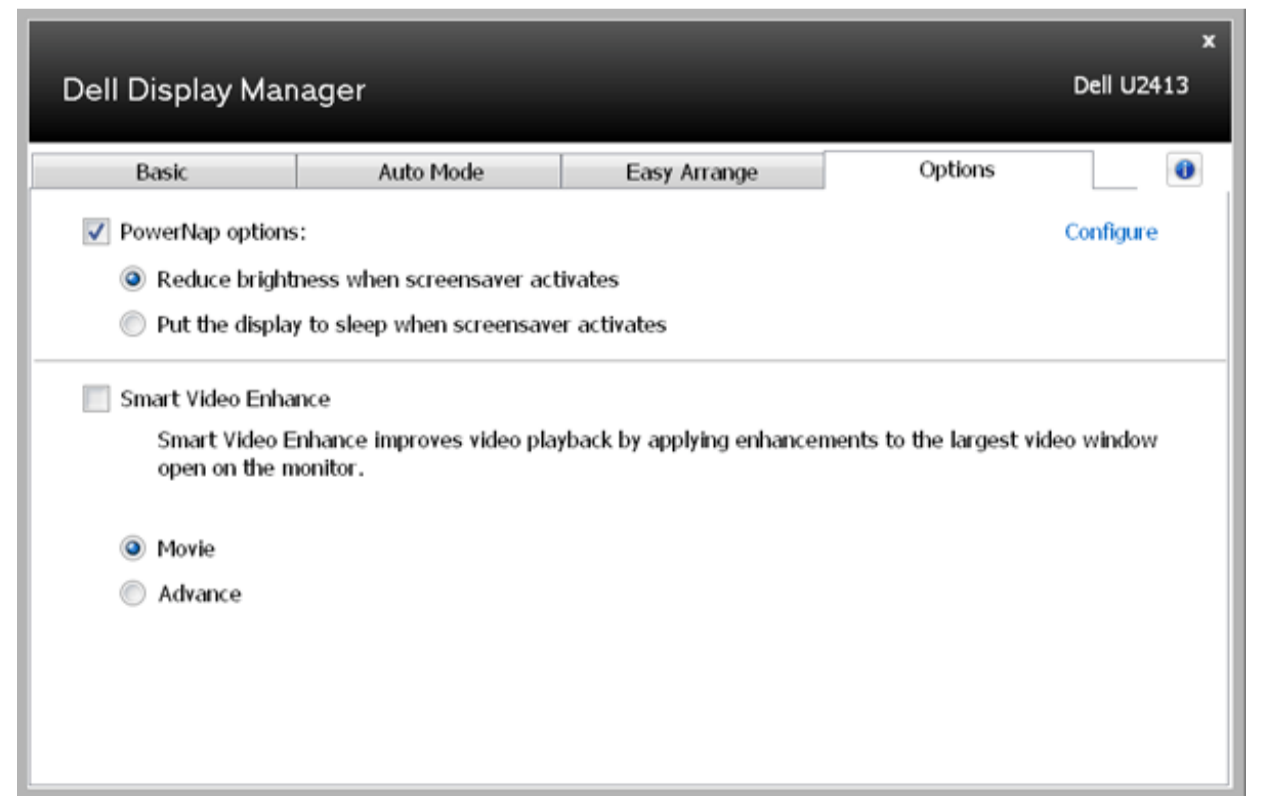 x
Dell Display Manager
Dell U2413
Basic
Auto Mode
Easy Arrange
Options
PowerNap options:
Configure
Reduce brightness when screensaver activates
Put the display to sleep when screensaver activates
Smart Video Enhance
Smart Video Enhance improves video playback by applying enhancements to the largest video window
open on the monitor.
Movie
Advance